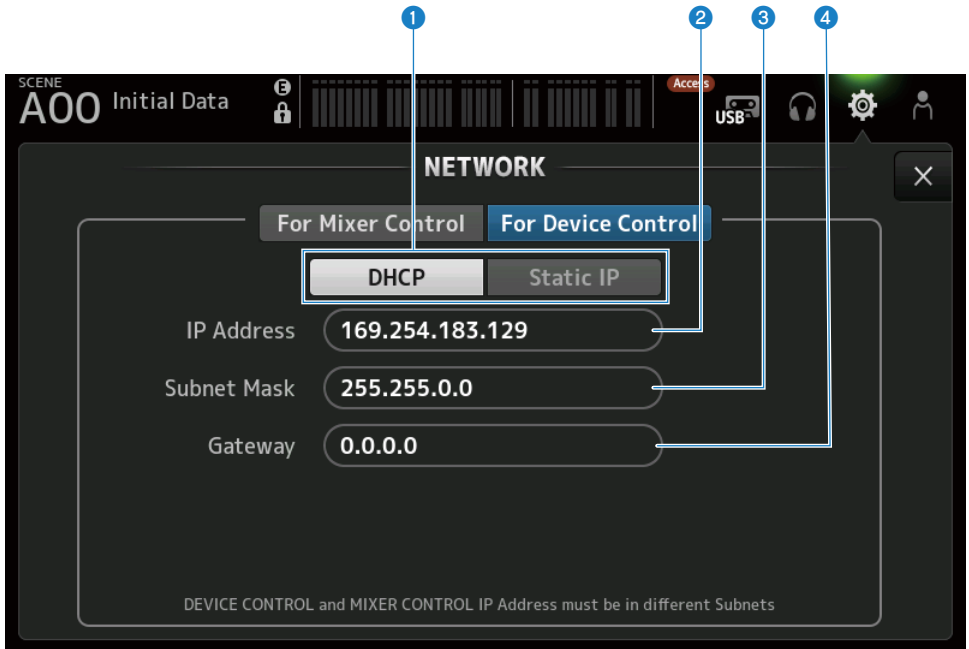 1 2 3 4
SCENE
A00 Initial Data
E
Access
USB
NETWORK
For Mixer Control For Device Control
DHCP Static IP
IP Address 169.254.183.129
Subnet Mask 255.255.0.0
Gateway 0.0.0.0
DEVICE CONTROL and MIXER CONTROL IP Address must be in different Subnets